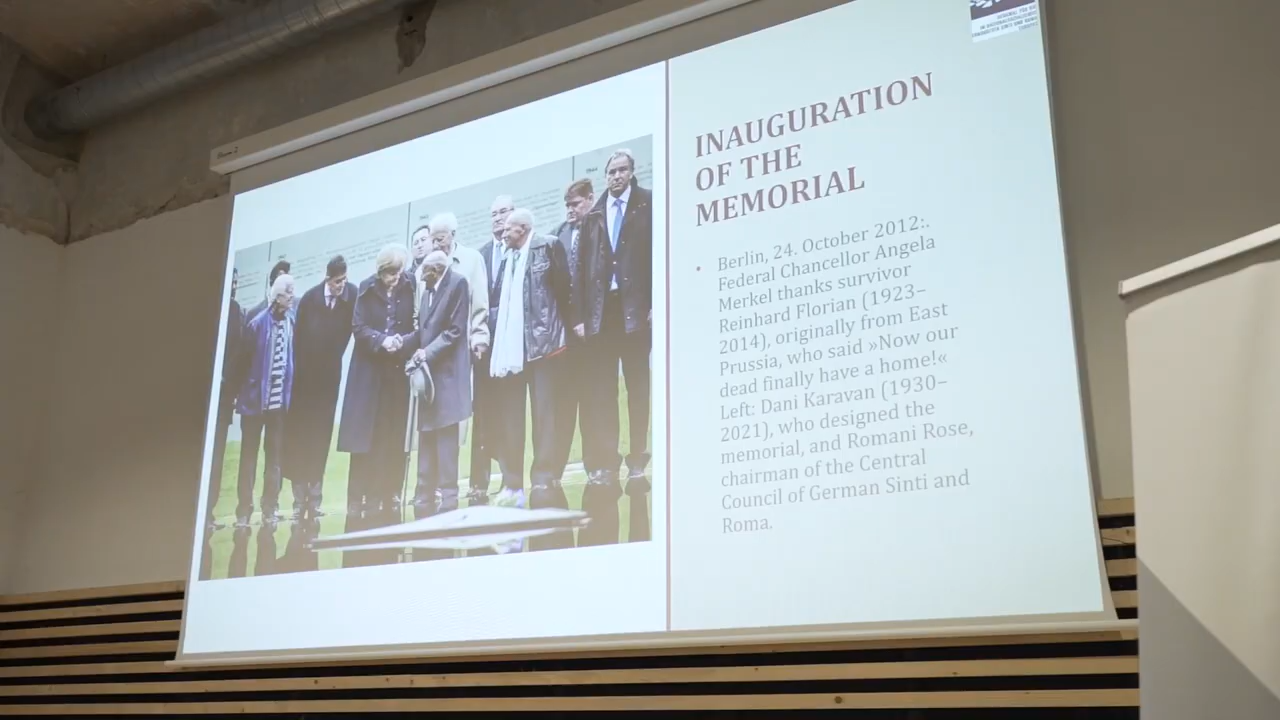 INAUGURATION
OF THE
MEMORIAL
• Berlin, 24. October 2012:.
Federal Chancellor Angela
Merkel thanks survivor
Reinhard Florian (1923–
2014), originally from East
Prussia, who said »Now our
dead finally have a home!«
Left: Dani Karavan (1930–
2021), who designed the
memorial, and Romani Rose,
chairman of the Central
Council of German Sinti and
Roma.